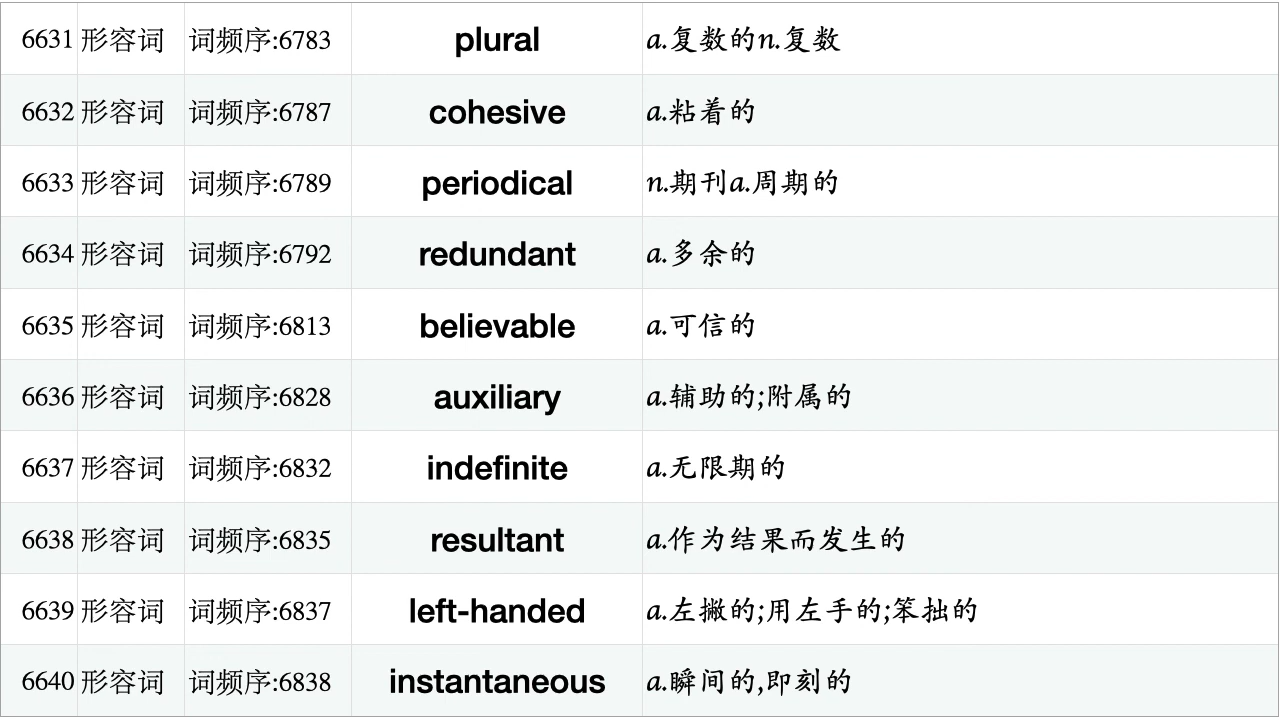 6631 形容词 词频序:6783 plural a.复数的n.复数
6632 形容词 词频序:6787 cohesive a.粘着的
6633 形容词 词频序:6789 periodical n.期刊a.周期的
6634 形容词 词频序:6792 redundant a.多余的
6635 形容词 词频序:6813 believable a.可信的
6636 形容词 词频序:6828 auxiliary a.辅助的;附属的
6637 形容词 词频序:6832 indefinite a.无限期的
6638 形容词 词频序:6835 resultant a.作为结果而发生的
6639 形容词 词频序:6837 left-handed a.左撇的;用左手的;笨拙的
6640 形容词 词频序:6838 instantaneous a.瞬间的,即刻的